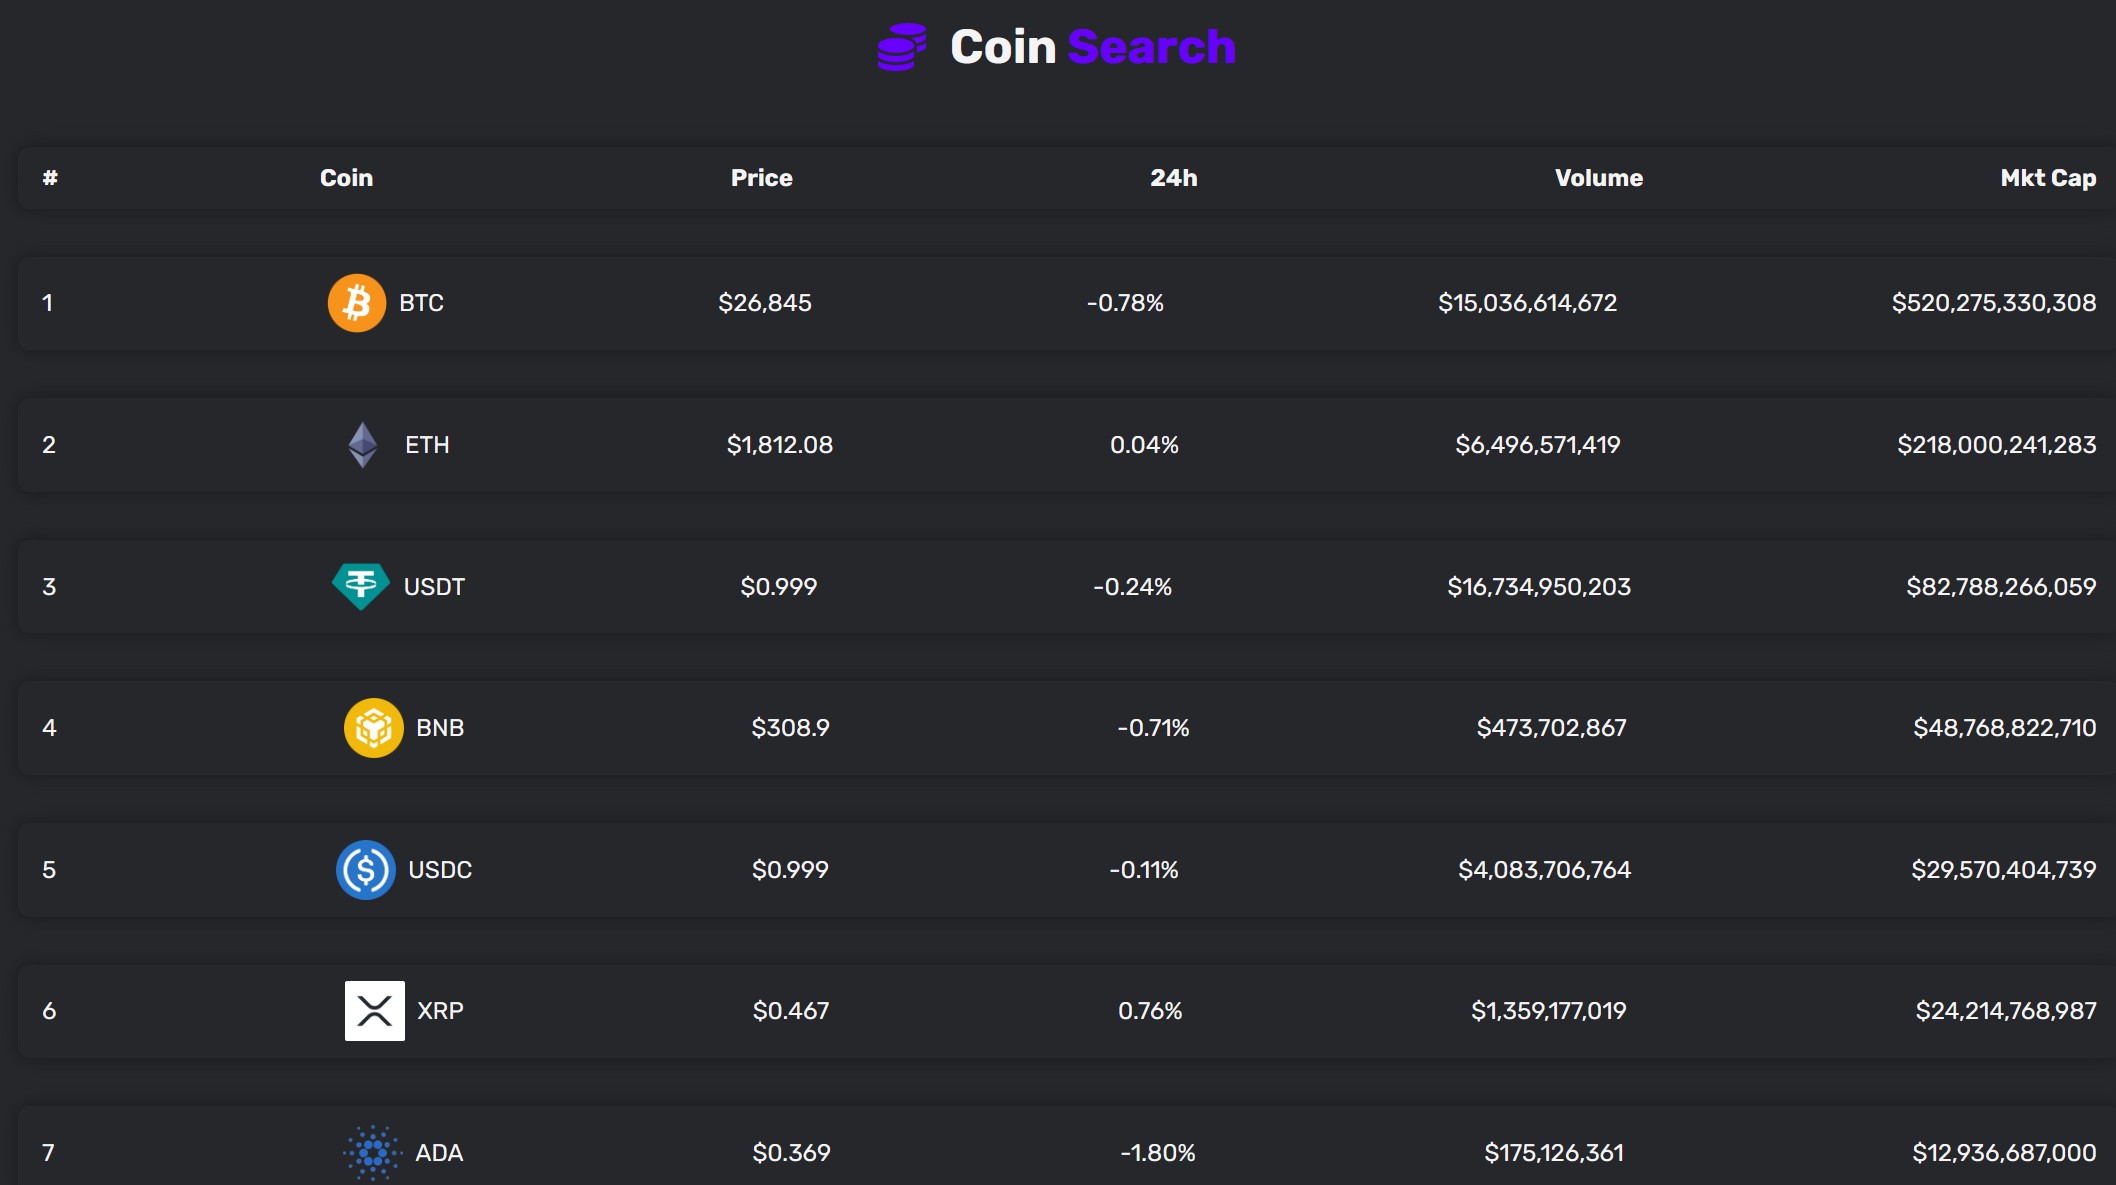 Coin Search
# Coin Price 24h Volume Mkt Cap
1 BTC $26,845 -0.78% $15,036,614,672 $520,275,330,308
2 ETH $1,812.08 0.04% $6,496,571,419 $218,000,241,283
3 USDT $0.999 -0.24% $16,734,950,203 $82,788,266,059
4 BNB $308.9 -0.71% $473,702,867 $48,768,822,710
5 USDC $0.999 -0.11% $4,083,706,764 $29,570,404,739
6 XRP $0.467 0.76% $1,359,177,019 $24,214,768,987
7 ADA $0.369 -1.80% $175,126,361 $12,936,687,000